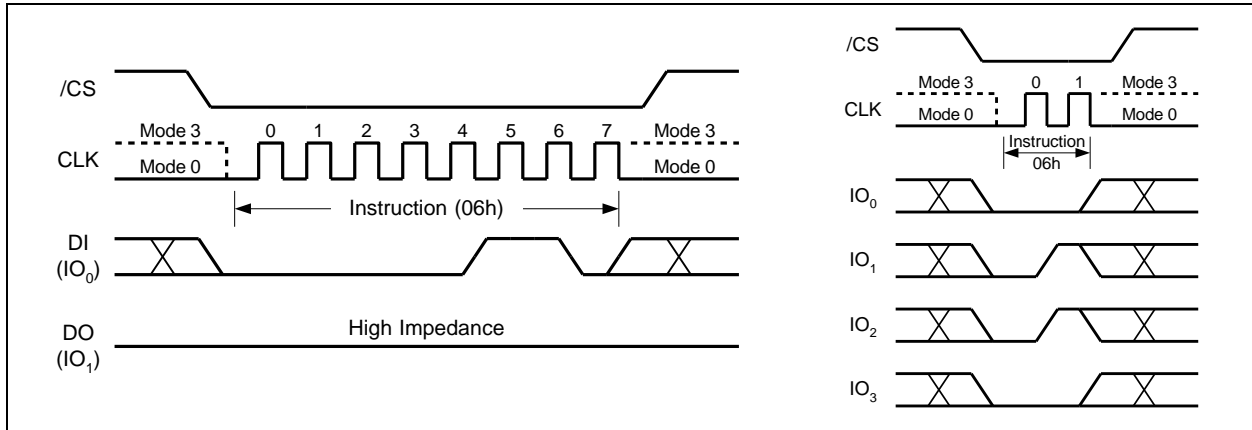 /CS
Mode 3 0 1 2 3 4 5 6 7 Mode 3
CLK
Mode 0 Mode 0
Instruction (06h)
DI
(IO0)
High Impedance
DO
(IO1)
/CS
Mode 3 0 1 Mode 3
CLK
Mode 0 Mode 0
Instruction
06h
IO0
IO1
IO2
IO3